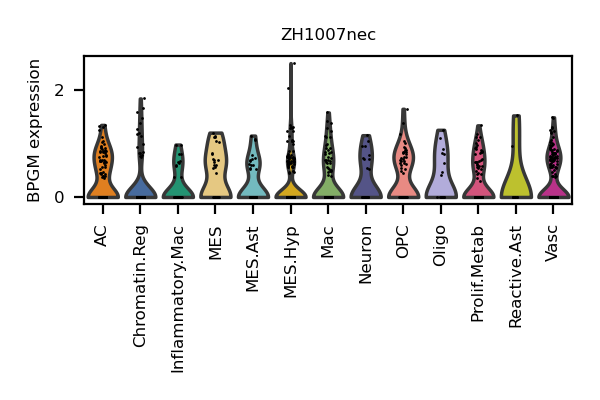 ZH1007nec
BPGM expression
2
0
AC
Chromatin.Reg
Inflammatory.Mac
MES
MES.Ast
MES.Hyp
Mac
Neuron
OPC
Oligo
Prolif.Metab
Reactive.Ast
Vasc